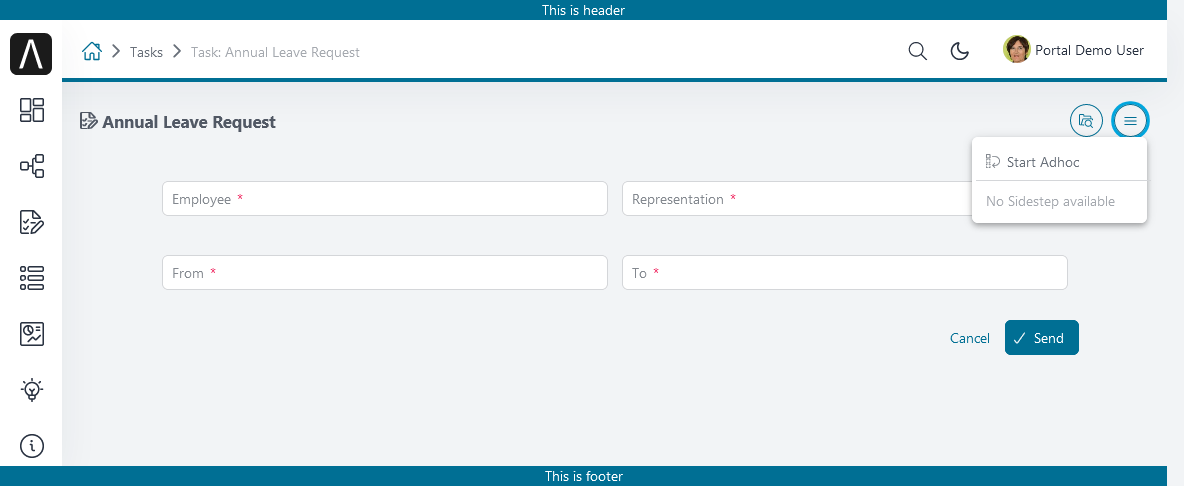 This is header
Tasks
Task: Annual Leave Request
Portal Demo User
Annual Leave Request
Start Adhoc
No Sidestep available
Employee *
Representation *
From *
To *
Cancel
Send
This is footer